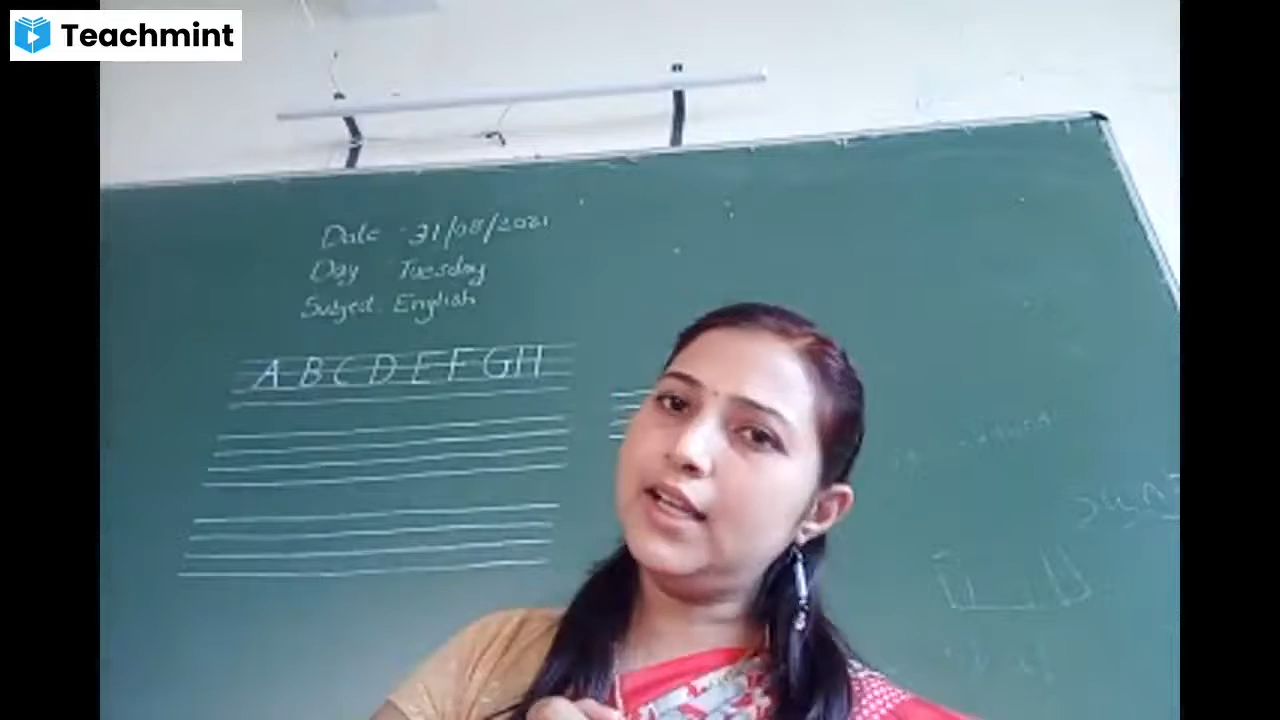 Teachmint
Date 31/08/2021
Day Tuesday
Subject. English
A B C D E F G H